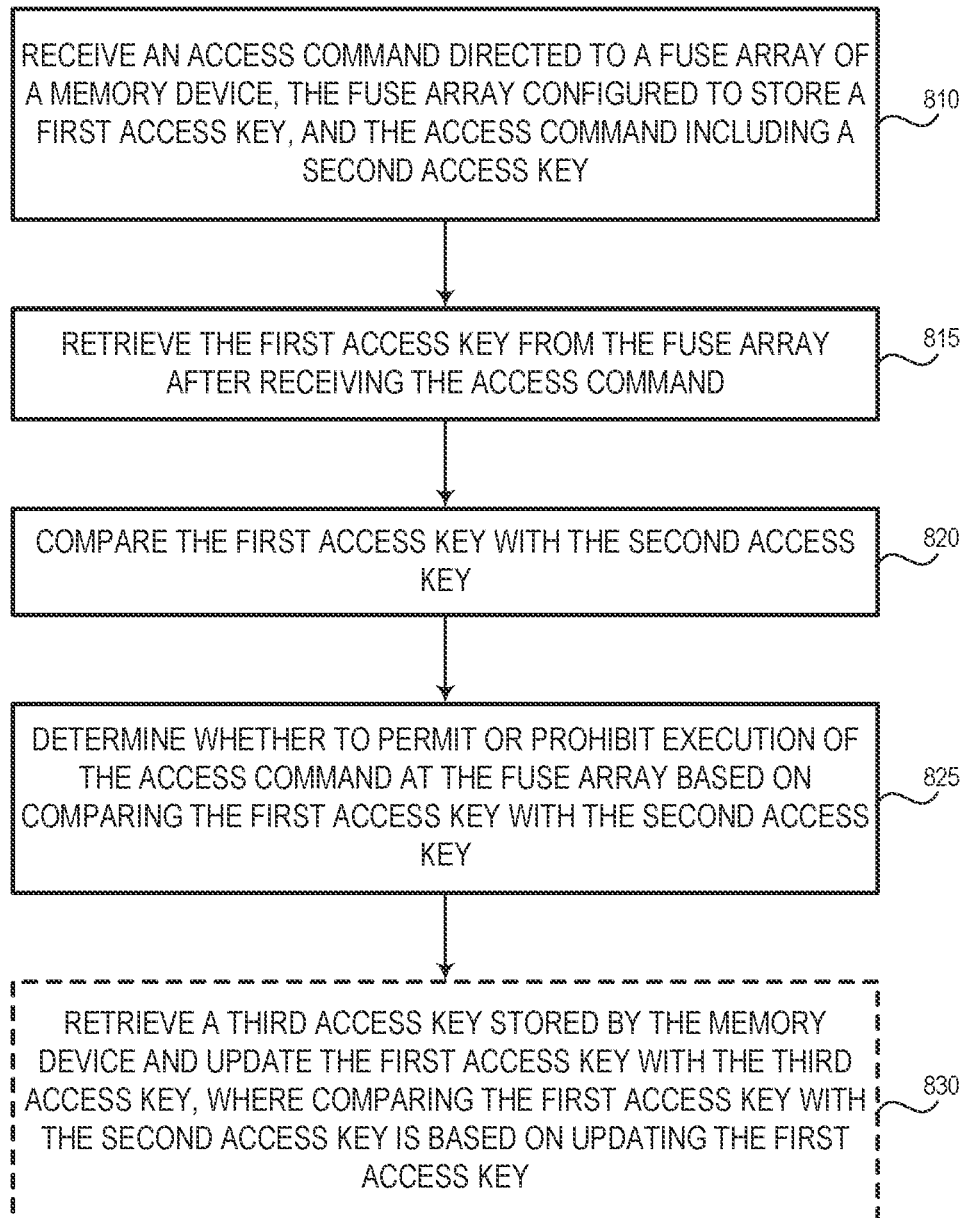 RECEIVE AN ACCESS COMMAND DIRECTED TO A FUSE ARRAY OF
A MEMORY DEVICE, THE FUSE ARRAY CONFIGURED TO STORE A
FIRST ACCESS KEY, AND THE ACCESS COMMAND INCLUDING A
SECOND ACCESS KEY
810
RETRIEVE THE FIRST ACCESS KEY FROM THE FUSE ARRAY
AFTER RECEIVING THE ACCESS COMMAND
815
COMPARE THE FIRST ACCESS KEY WITH THE SECOND ACCESS
KEY
820
DETERMINE WHETHER TO PERMIT OR PROHIBIT EXECUTION OF
THE ACCESS COMMAND AT THE FUSE ARRAY BASED ON
COMPARING THE FIRST ACCESS KEY WITH THE SECOND ACCESS
KEY
825
RETRIEVE A THIRD ACCESS KEY STORED BY THE MEMORY
DEVICE AND UPDATE THE FIRST ACCESS KEY WITH THE THIRD
ACCESS KEY, WHERE COMPARING THE FIRST ACCESS KEY WITH
THE SECOND ACCESS KEY IS BASED ON UPDATING THE FIRST
ACCESS KEY
830